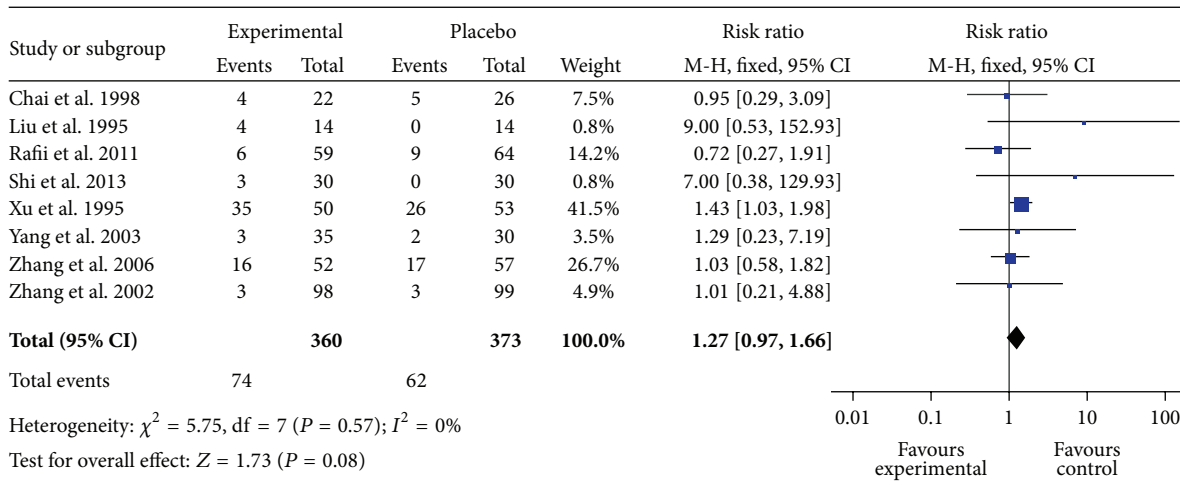 Study or subgroup Experimental Placebo Risk ratio Risk ratio
Events Total Events Total Weight M-H, fixed, 95% CI M-H, fixed, 95% CI
Chai et al. 1998 4 22 5 26 7.5% 0.95 [0.29, 3.09]
Liu et al. 1995 4 14 0 14 0.8% 9.00 [0.53, 152.93]
Rafii et al. 2011 6 59 9 64 14.2% 0.72 [0.27, 1.91]
Shi et al. 2013 3 30 0 30 0.8% 7.00 [0.38, 129.93]
Xu et al. 1995 35 50 26 53 41.5% 1.43 [1.03, 1.98]
Yang et al. 2003 3 35 2 30 3.5% 1.29 [0.23, 7.19]
Zhang et al. 2006 16 52 17 57 26.7% 1.03 [0.58, 1.82]
Zhang et al. 2002 3 98 3 99 4.9% 1.01 [0.21, 4.88]
Total (95% CI) 360 373 100.0% 1.27 [0.97, 1.66]
Total events 74 62
Heterogeneity: χ² = 5.75, df = 7 (P = 0.57); I² = 0%
Test for overall effect: Z = 1.73 (P = 0.08)
0.01 0.1 1 10 100
Favours experimental
Favours control